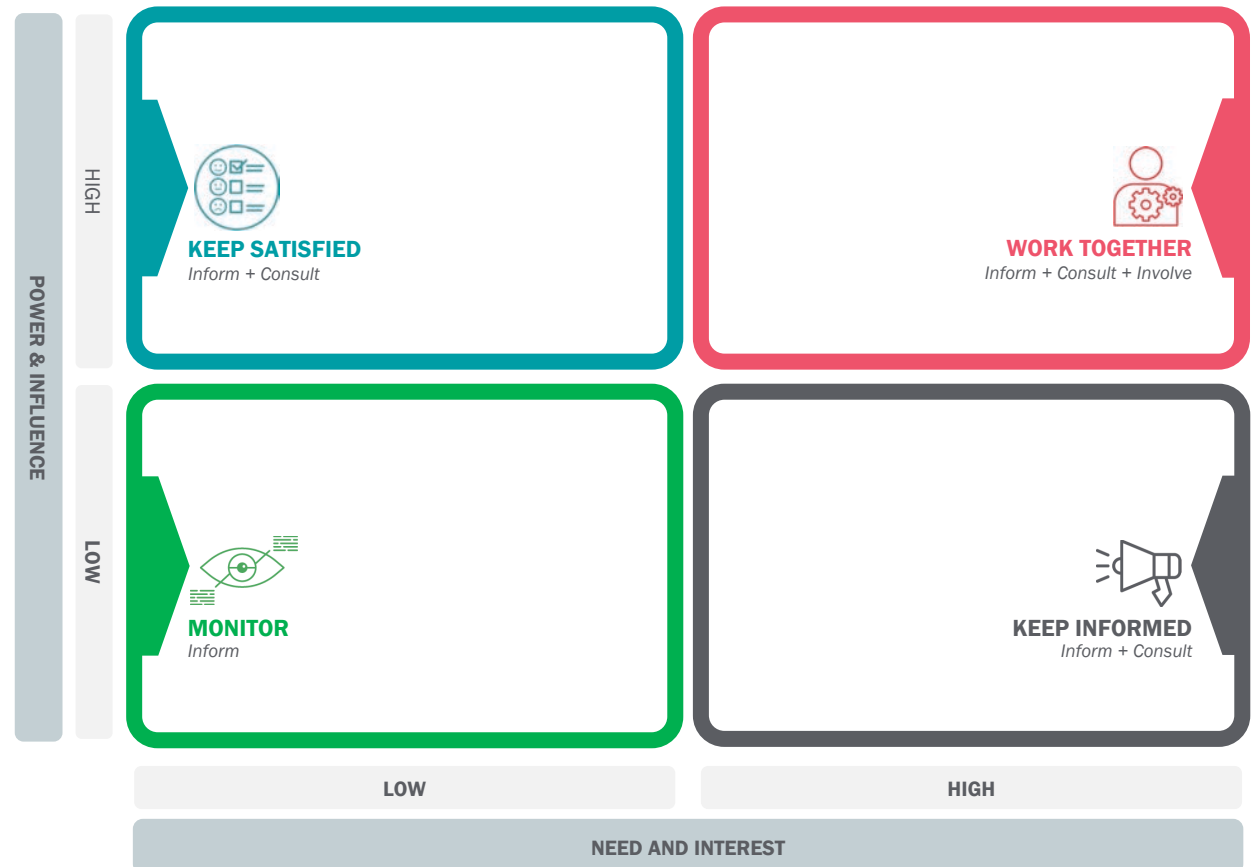 POWER & INFLUENCE
HIGH
KEEP SATISFIED
Inform + Consult
WORK TOGETHER
Inform + Consult + Involve
LOW
MONITOR
Inform
KEEP INFORMED
Inform + Consult
LOW
HIGH
NEED AND INTEREST